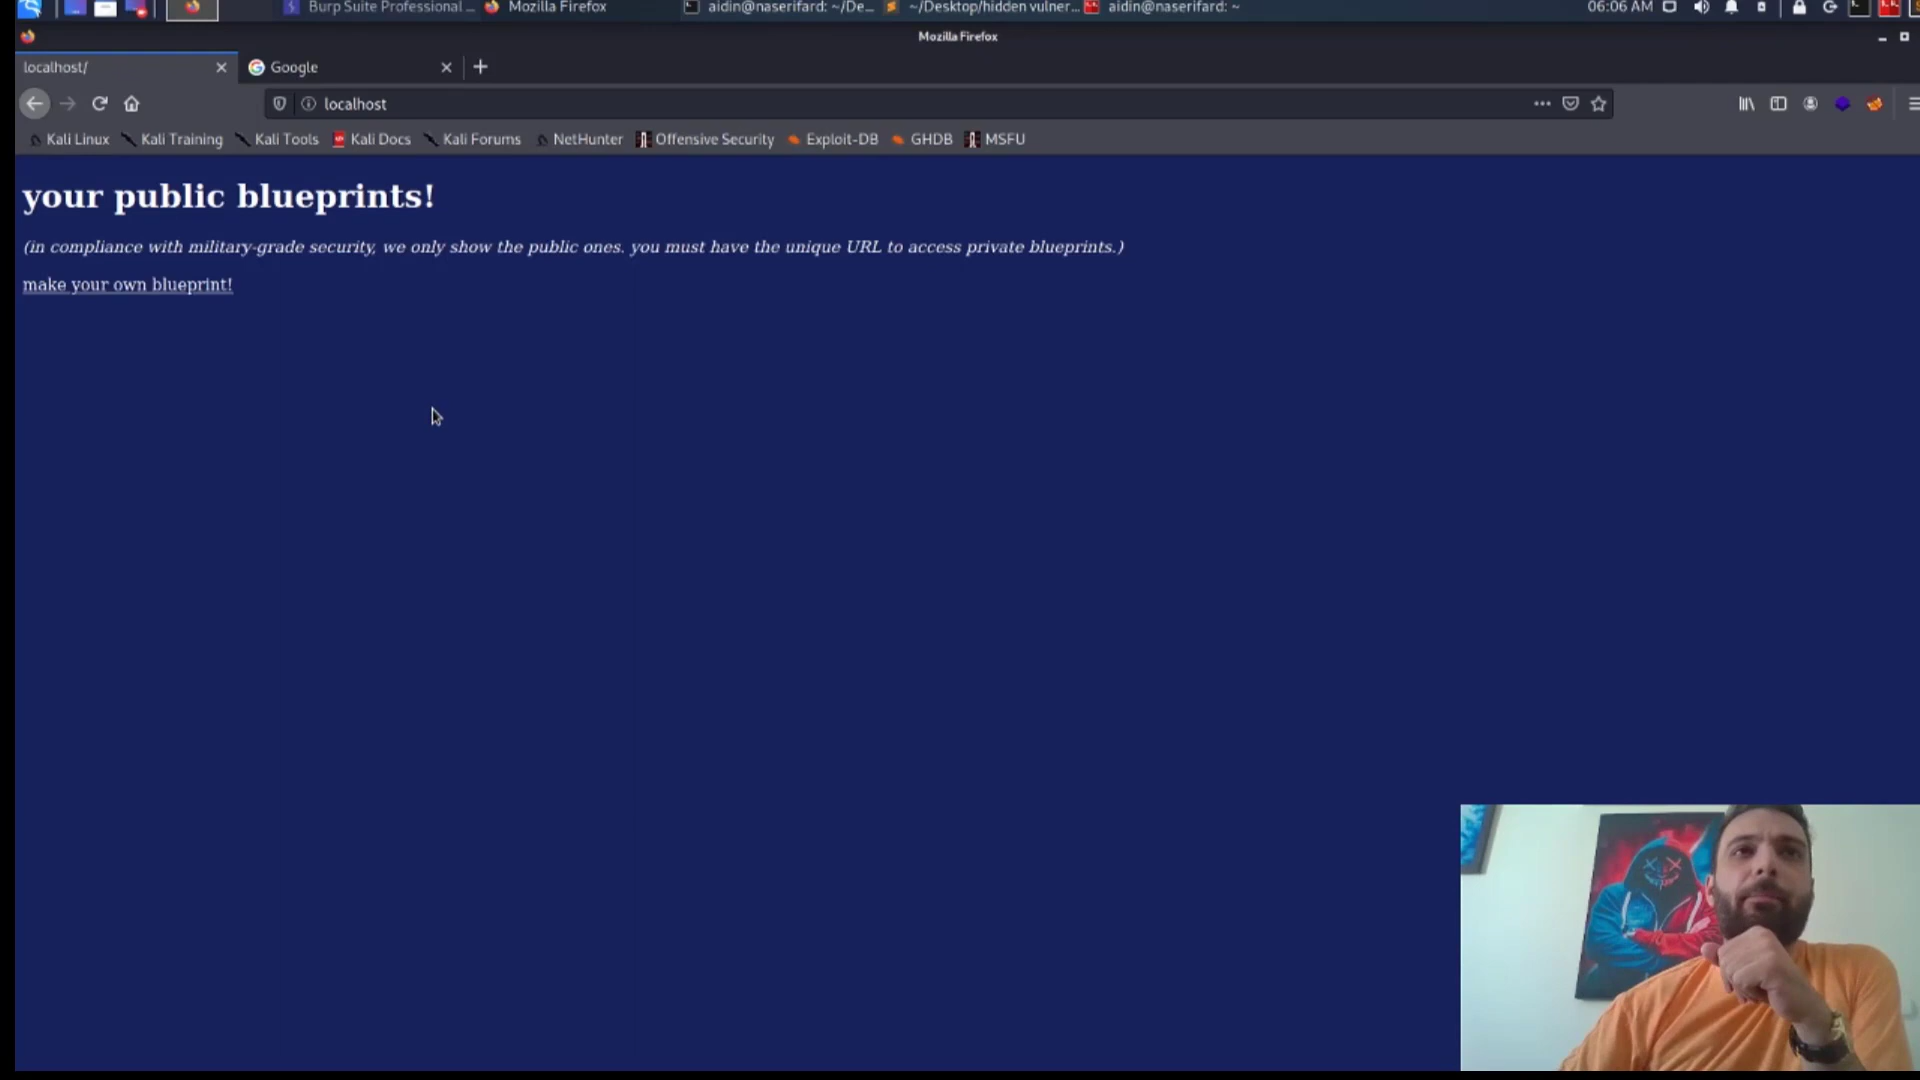 Burp Suite Professional ... Mozilla Firefox aidin@naserifard: ~/De... ~/Desktop/hidden vulner... aidin@naserifard: ~ 06:06 AM
Mozilla Firefox
localhost/ Google
localhost
Kali Linux Kali Training Kali Tools Kali Docs Kali Forums NetHunter Offensive Security Exploit-DB GHDB MSFU
your public blueprints!
(in compliance with military-grade security, we only show the public ones. you must have the unique URL to access private blueprints.)
make your own blueprint!